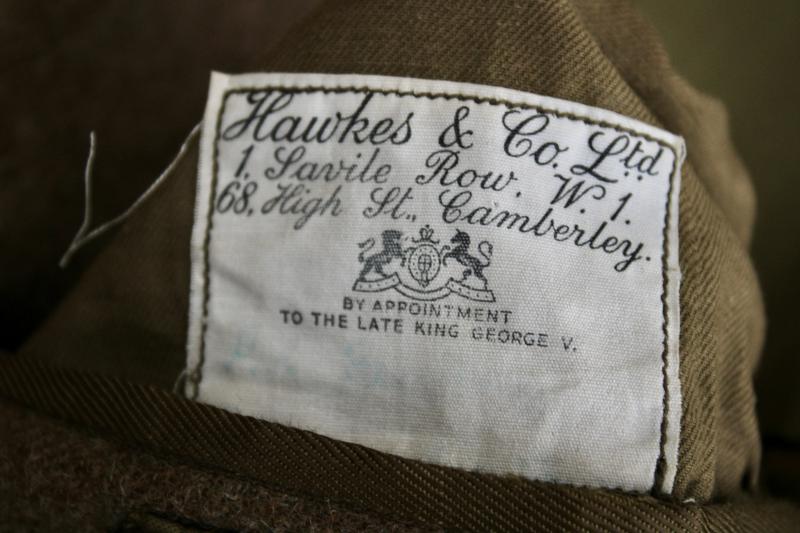 Hawkes & Co. Ltd
1, Savile Row. W.1.
68, High St., Camberley.
BY APPOINTMENT
TO THE LATE KING GEORGE V.